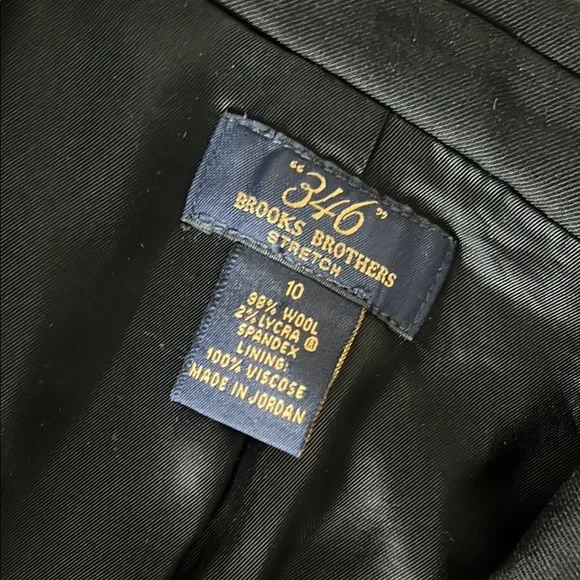 "346"
BROOKS BROTHERS
STRETCH
10
98% WOOL
2% LYCRA ®
SPANDEX
LINING:
100% VISCOSE
MADE IN JORDAN